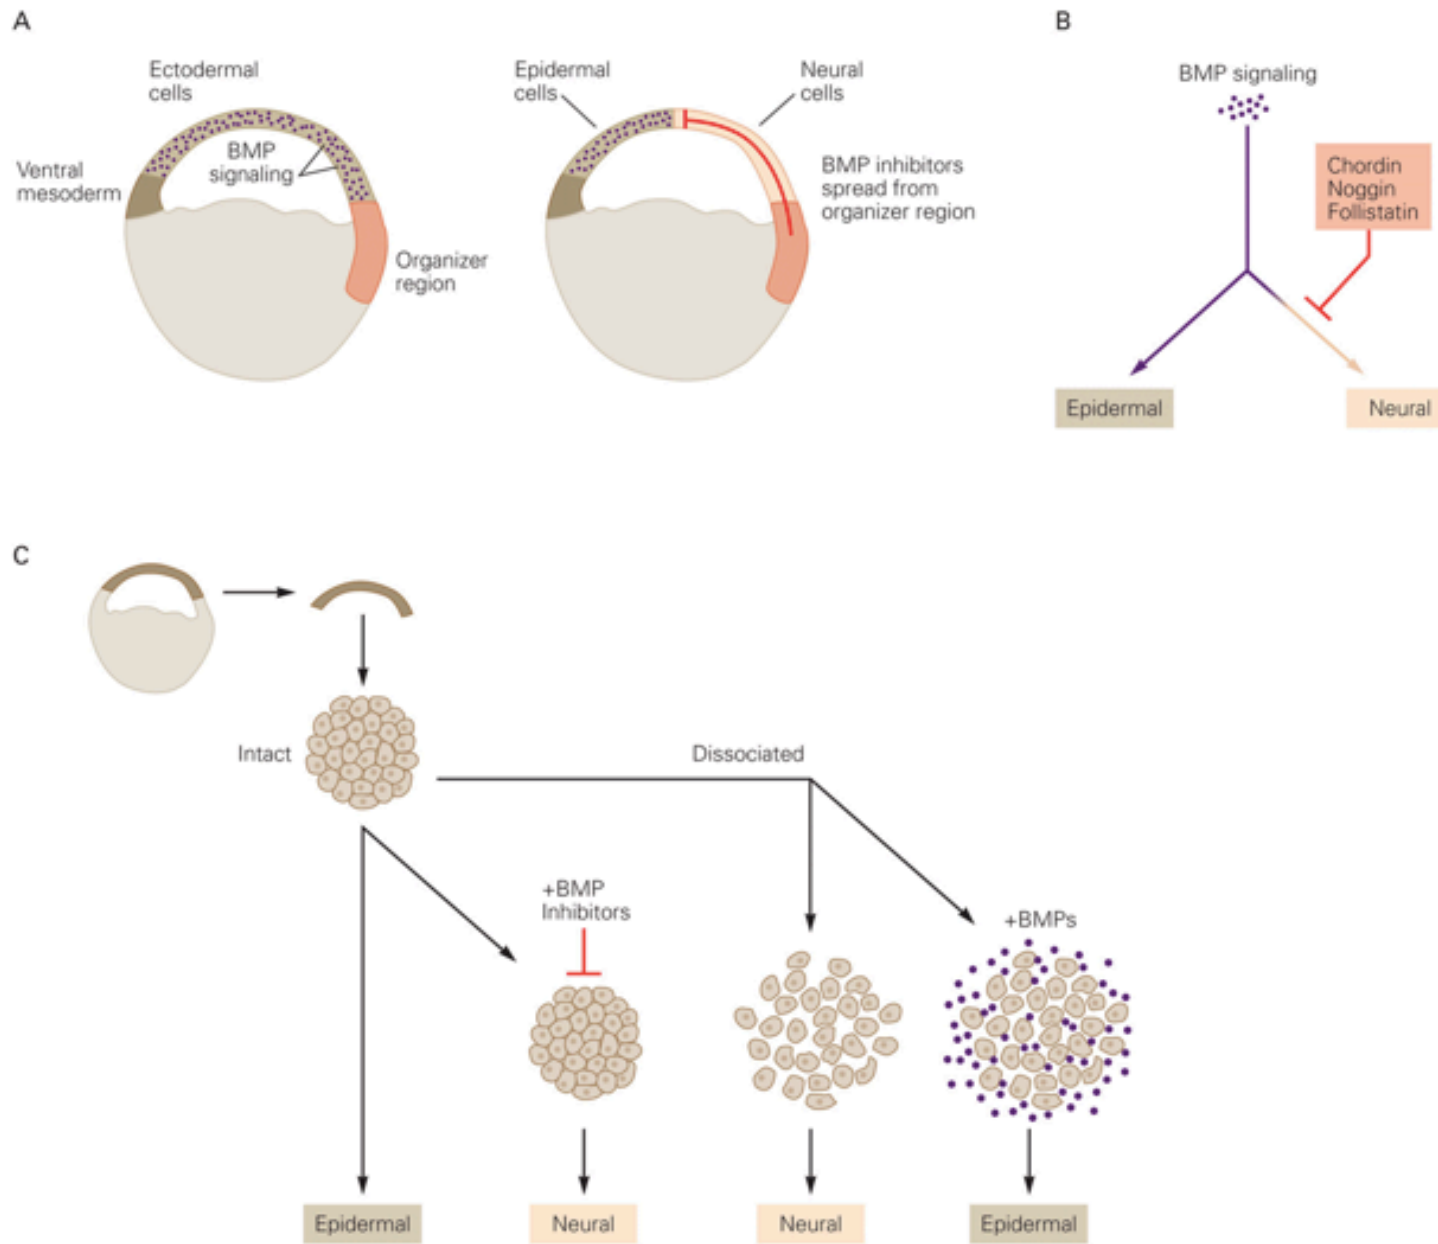 A
Ectodermal
cells
BMP
signaling
Ventral
mesoderm
Organizer
region
Epidermal
cells
Neural
cells
BMP inhibitors
spread from
organizer region
B
BMP signaling
Chordin
Noggin
Follistatin
Epidermal
Neural
C
Intact
Dissociated
+BMP
Inhibitors
+BMPs
Epidermal
Neural
Neural
Epidermal